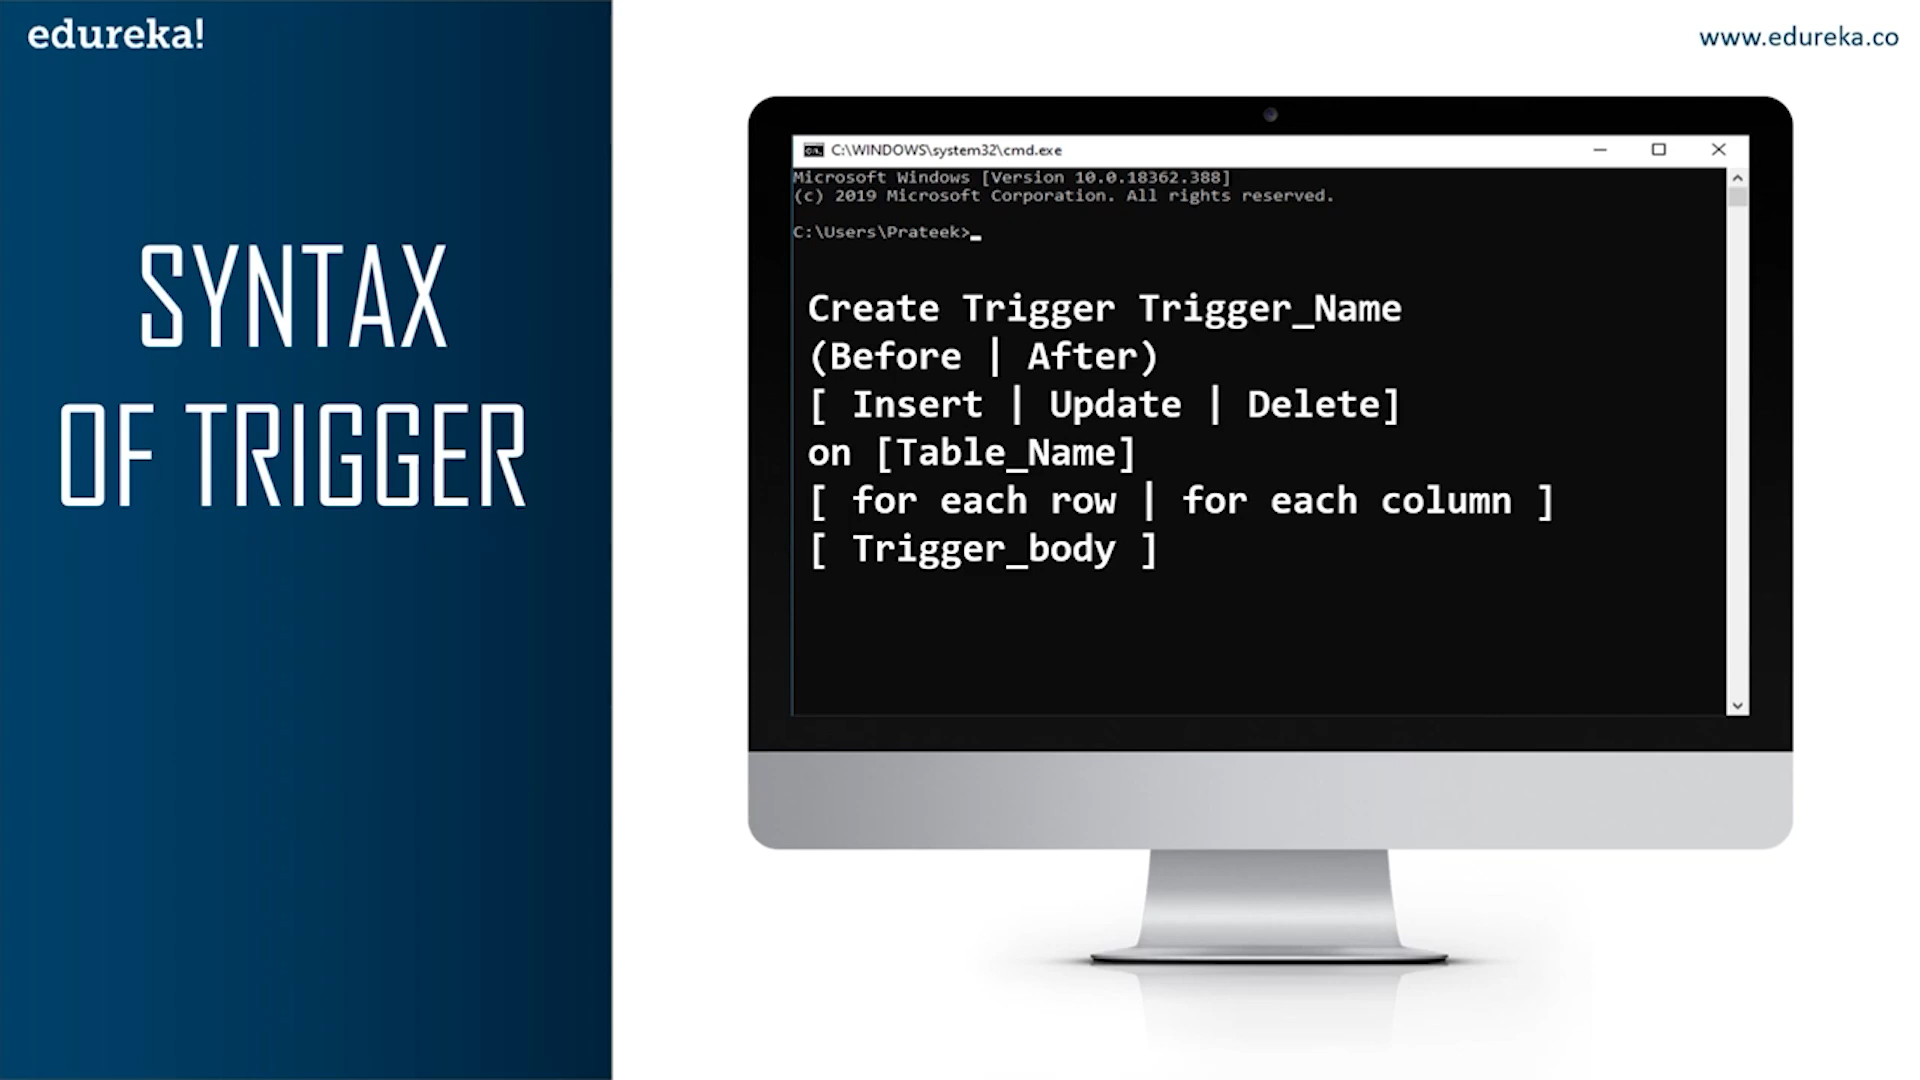 edureka!
www.edureka.co
SYNTAX
OF TRIGGER
C:\WINDOWS\system32\cmd.exe
Microsoft Windows [Version 10.0.18362.388]
(c) 2019 Microsoft Corporation. All rights reserved.
C:\Users\Prateek>_
Create Trigger Trigger_Name
(Before | After)
[ Insert | Update | Delete]
on [Table_Name]
[ for each row | for each column ]
[ Trigger_body ]